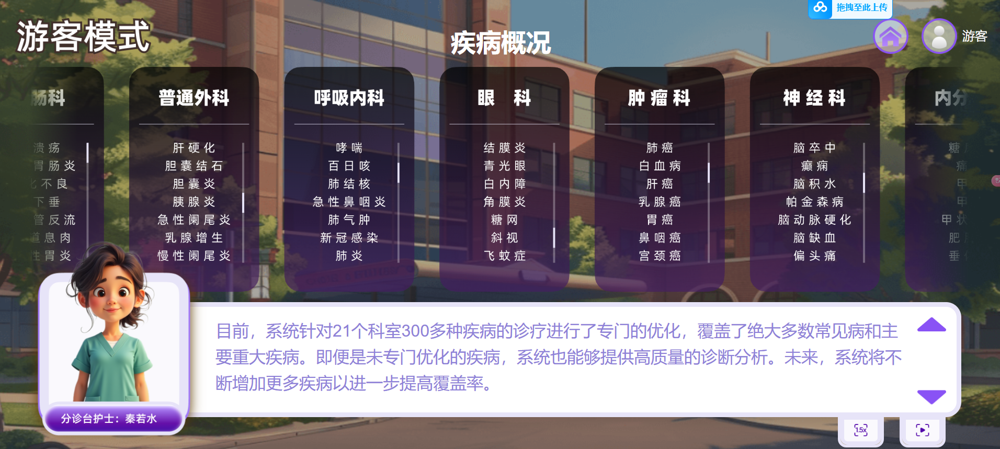 拖拽至此上传
游客模式
疾病概况
游客
肠科
溃疡
胃肠炎
不良
下垂
管反流
道息肉
性胃炎
普通外科
肝硬化
胆囊结石
胆囊炎
胰腺炎
急性阑尾炎
乳腺增生
慢性阑尾炎
呼吸内科
哮喘
百日咳
肺结核
急性鼻咽炎
肺气肿
新冠感染
肺炎
眼 科
结膜炎
青光眼
白内障
角膜炎
糖网
斜视
飞蚊症
肿瘤科
肺癌
白血病
肝癌
乳腺癌
胃癌
鼻咽癌
宫颈癌
神经科
脑卒中
癫痫
脑积水
帕金森病
脑动脉硬化
脑缺血
偏头痛
内分
糖
痛
甲
甲
甲状
肥
垂
目前，系统针对21个科室300多种疾病的诊疗进行了专门的优化，覆盖了绝大多数常见病和主
要重大疾病。即便是未专门优化的疾病，系统也能够提供高质量的诊断分析。未来，系统将不
断增加更多疾病以进一步提高覆盖率。
分诊台护士：秦若水
1.5x